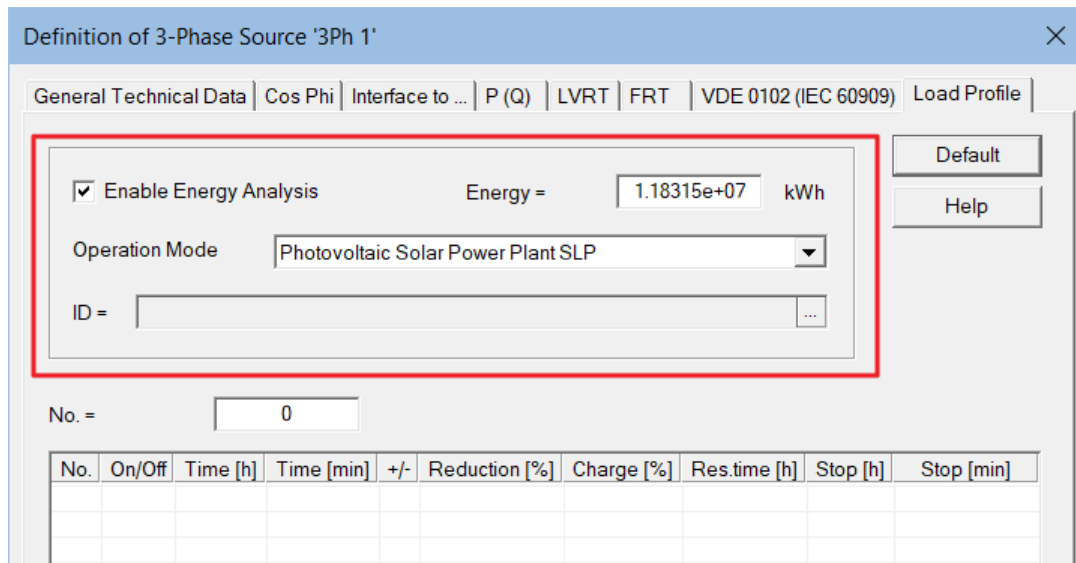 Definition of 3-Phase Source '3Ph 1'
General Technical Data Cos Phi Interface to ... P (Q) LVRT FRT VDE 0102 (IEC 60909) Load Profile
Default
Enable Energy Analysis Energy = 1.18315e+07 kWh
Help
Operation Mode Photovoltaic Solar Power Plant SLP
ID = ...
No. = 0
No. On/Off Time [h] Time [min] +/- Reduction [%] Charge [%] Res.time [h] Stop [h] Stop [min]